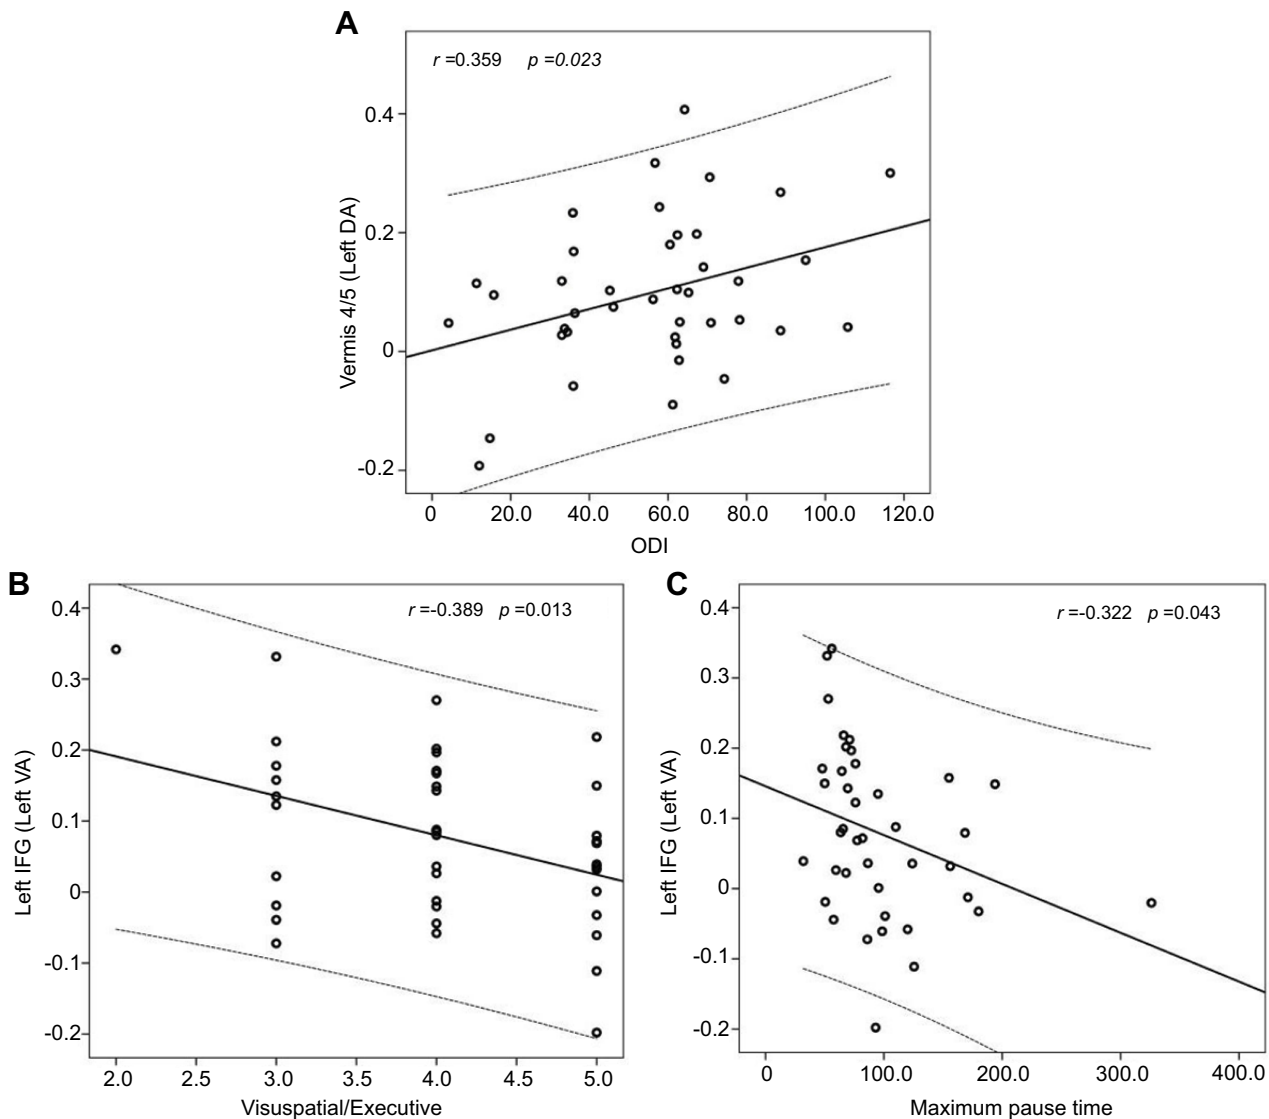 A
r =0.359 p =0.023
Vermis 4/5 (Left DA)
0.4
0.2
0
-0.2
0 20.0 40.0 60.0 80.0 100.0 120.0
ODI
B
r =-0.389 p =0.013
Left IFG (Left VA)
0.4
0.3
0.2
0.1
0
-0.1
-0.2
2.0 2.5 3.0 3.5 4.0 4.5 5.0
Visuspatial/Executive
C
r =-0.322 p =0.043
Left IFG (Left VA)
0.4
0.3
0.2
0.1
0
-0.1
-0.2
0 100.0 200.0 300.0 400.0
Maximum pause time